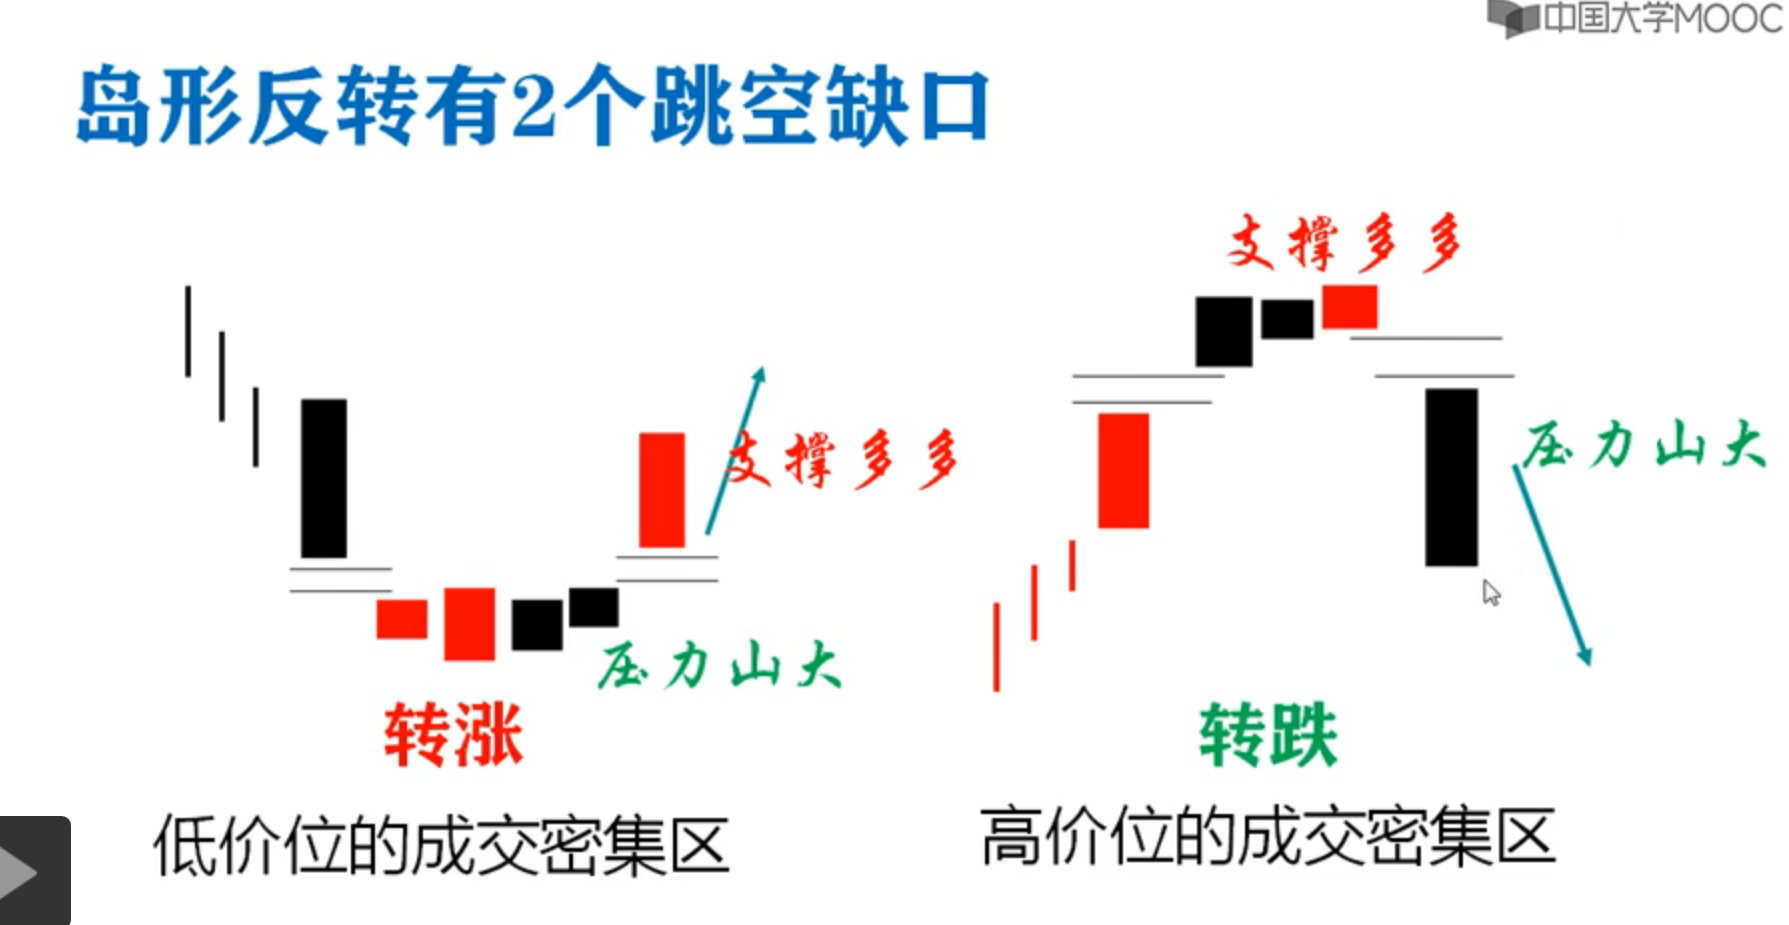 中国大学MOOC
岛形反转有2个跳空缺口
支撑多多
支撑多多
压力山大
压力山大
转涨
转跌
低价位的成交密集区
高价位的成交密集区